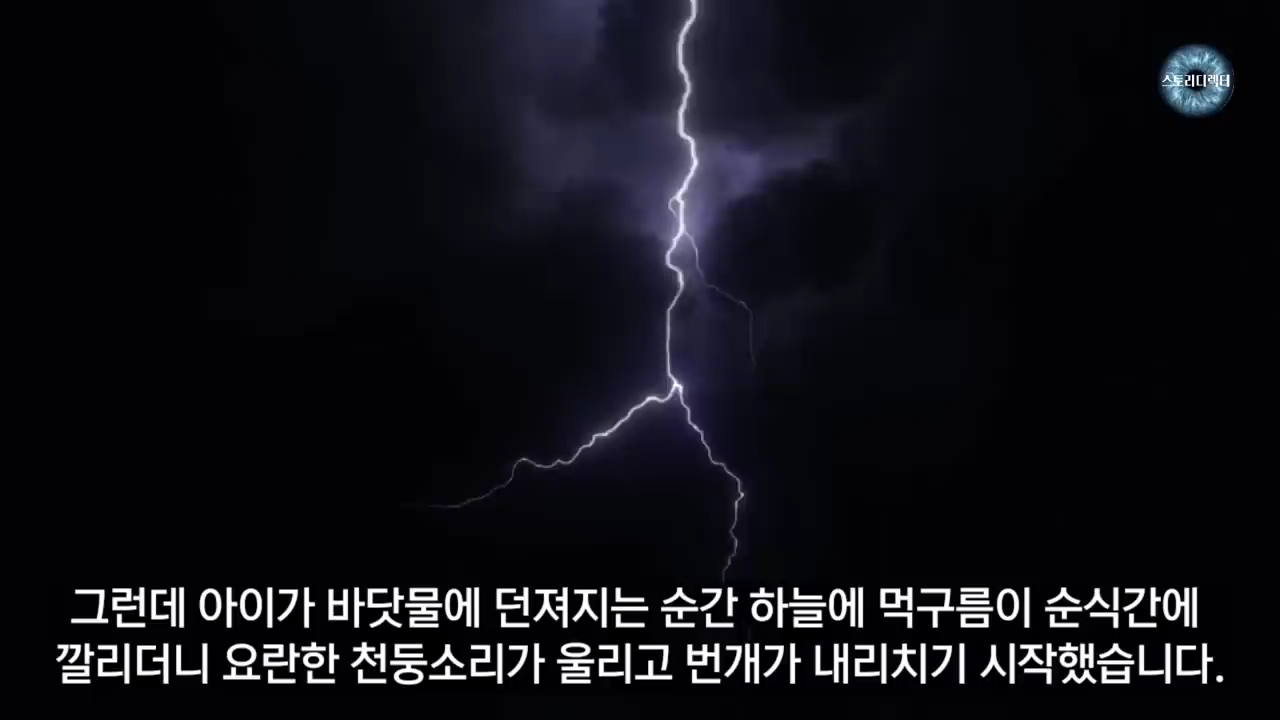 스토리디렉터
그런데 아이가 바닷물에 던져지는 순간 하늘에 먹구름이 순식간에
깔리더니 요란한 천둥소리가 울리고 번개가 내리치기 시작했습니다.